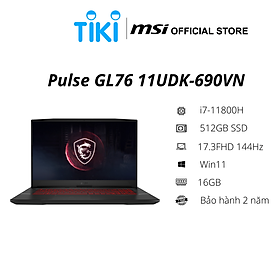 TIKI msi OFFICIAL STORE
Pulse GL76 11UDK-690VN
i7-11800H
512GB SSD
17.3FHD 144Hz
Win11
16GB
Bảo hành 2 năm